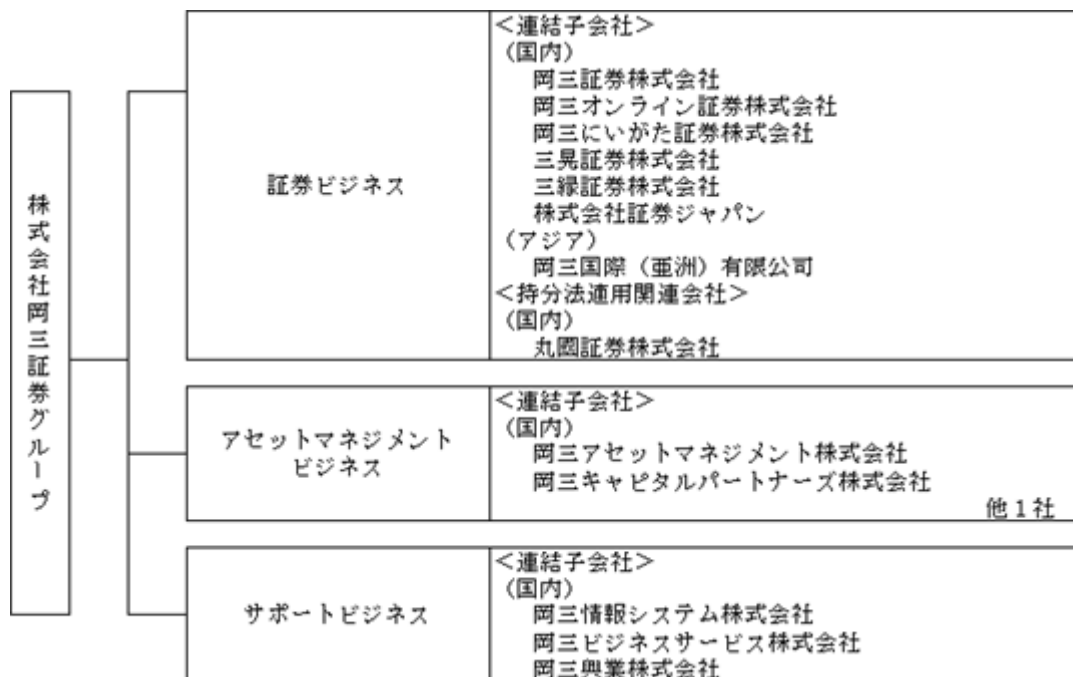 株式会社岡三証券グループ
証券ビジネス
＜連結子会社＞
（国内）
岡三証券株式会社
岡三オンライン証券株式会社
岡三にいがた証券株式会社
三晃証券株式会社
三縁証券株式会社
株式会社証券ジャパン
（アジア）
岡三国際（亜洲）有限公司
＜持分法適用関連会社＞
（国内）
丸國証券株式会社
アセットマネジメント
ビジネス
＜連結子会社＞
（国内）
岡三アセットマネジメント株式会社
岡三キャピタルパートナーズ株式会社
他１社
サポートビジネス
＜連結子会社＞
（国内）
岡三情報システム株式会社
岡三ビジネスサービス株式会社
岡三興業株式会社